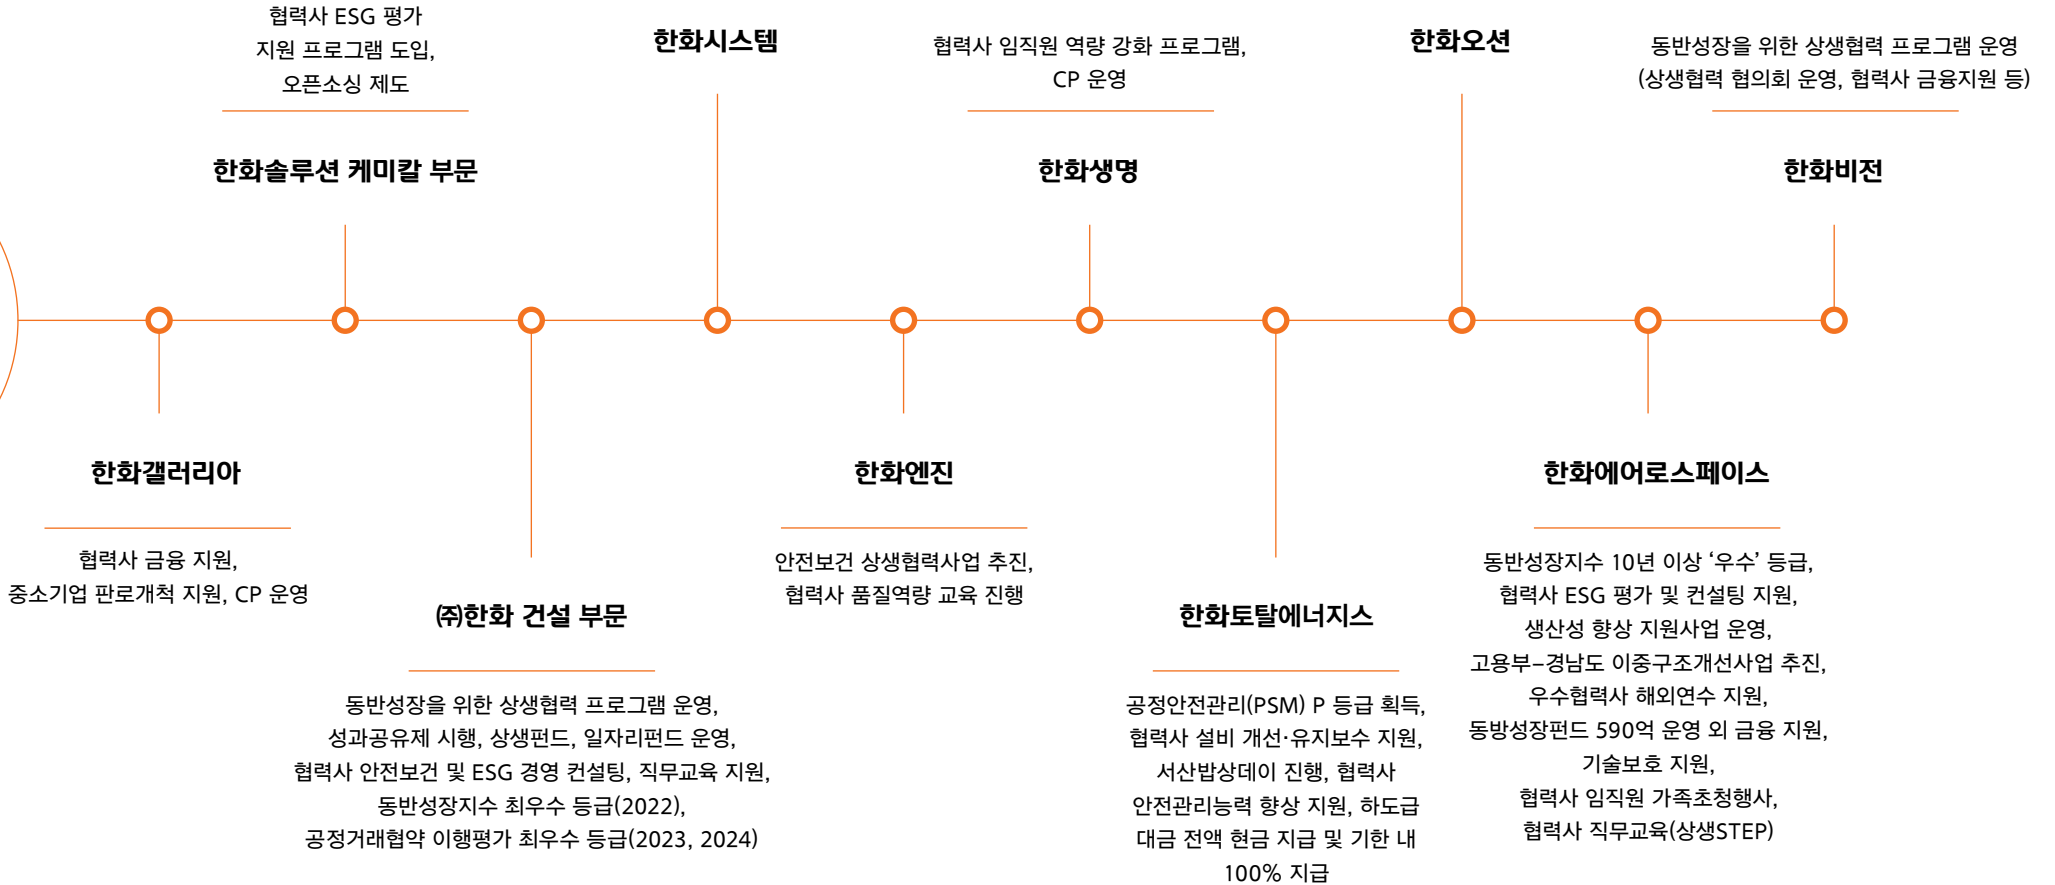 협력사 ESG 평가
지원 프로그램 도입,
오픈소싱 제도
한화솔루션 케미칼 부문
한화시스템
협력사 임직원 역량 강화 프로그램,
CP 운영
한화생명
한화오션
동반성장을 위한 상생협력 프로그램 운영
(상생협력 협의회 운영, 협력사 금융지원 등)
한화비전
한화갤러리아
협력사 금융 지원,
중소기업 판로개척 지원, CP 운영
㈜한화 건설 부문
동반성장을 위한 상생협력 프로그램 운영,
성과공유제 시행, 상생펀드, 일자리펀드 운영,
협력사 안전보건 및 ESG 경영 컨설팅, 직무교육 지원,
동반성장지수 최우수 등급(2022),
공정거래협약 이행평가 최우수 등급(2023, 2024)
한화엔진
안전보건 상생협력사업 추진,
협력사 품질역량 교육 진행
한화토탈에너지스
공정안전관리(PSM) P 등급 획득,
협력사 설비 개선·유지보수 지원,
서산밥상데이 진행, 협력사
안전관리능력 향상 지원, 하도급
대금 전액 현금 지급 및 기한 내
100% 지급
한화에어로스페이스
동반성장지수 10년 이상 ‘우수’ 등급,
협력사 ESG 평가 및 컨설팅 지원,
생산성 향상 지원사업 운영,
고용부–경남도 이중구조개선사업 추진,
우수협력사 해외연수 지원,
동방성장펀드 590억 운영 외 금융 지원,
기술보호 지원,
협력사 임직원 가족초청행사,
협력사 직무교육(상생STEP)